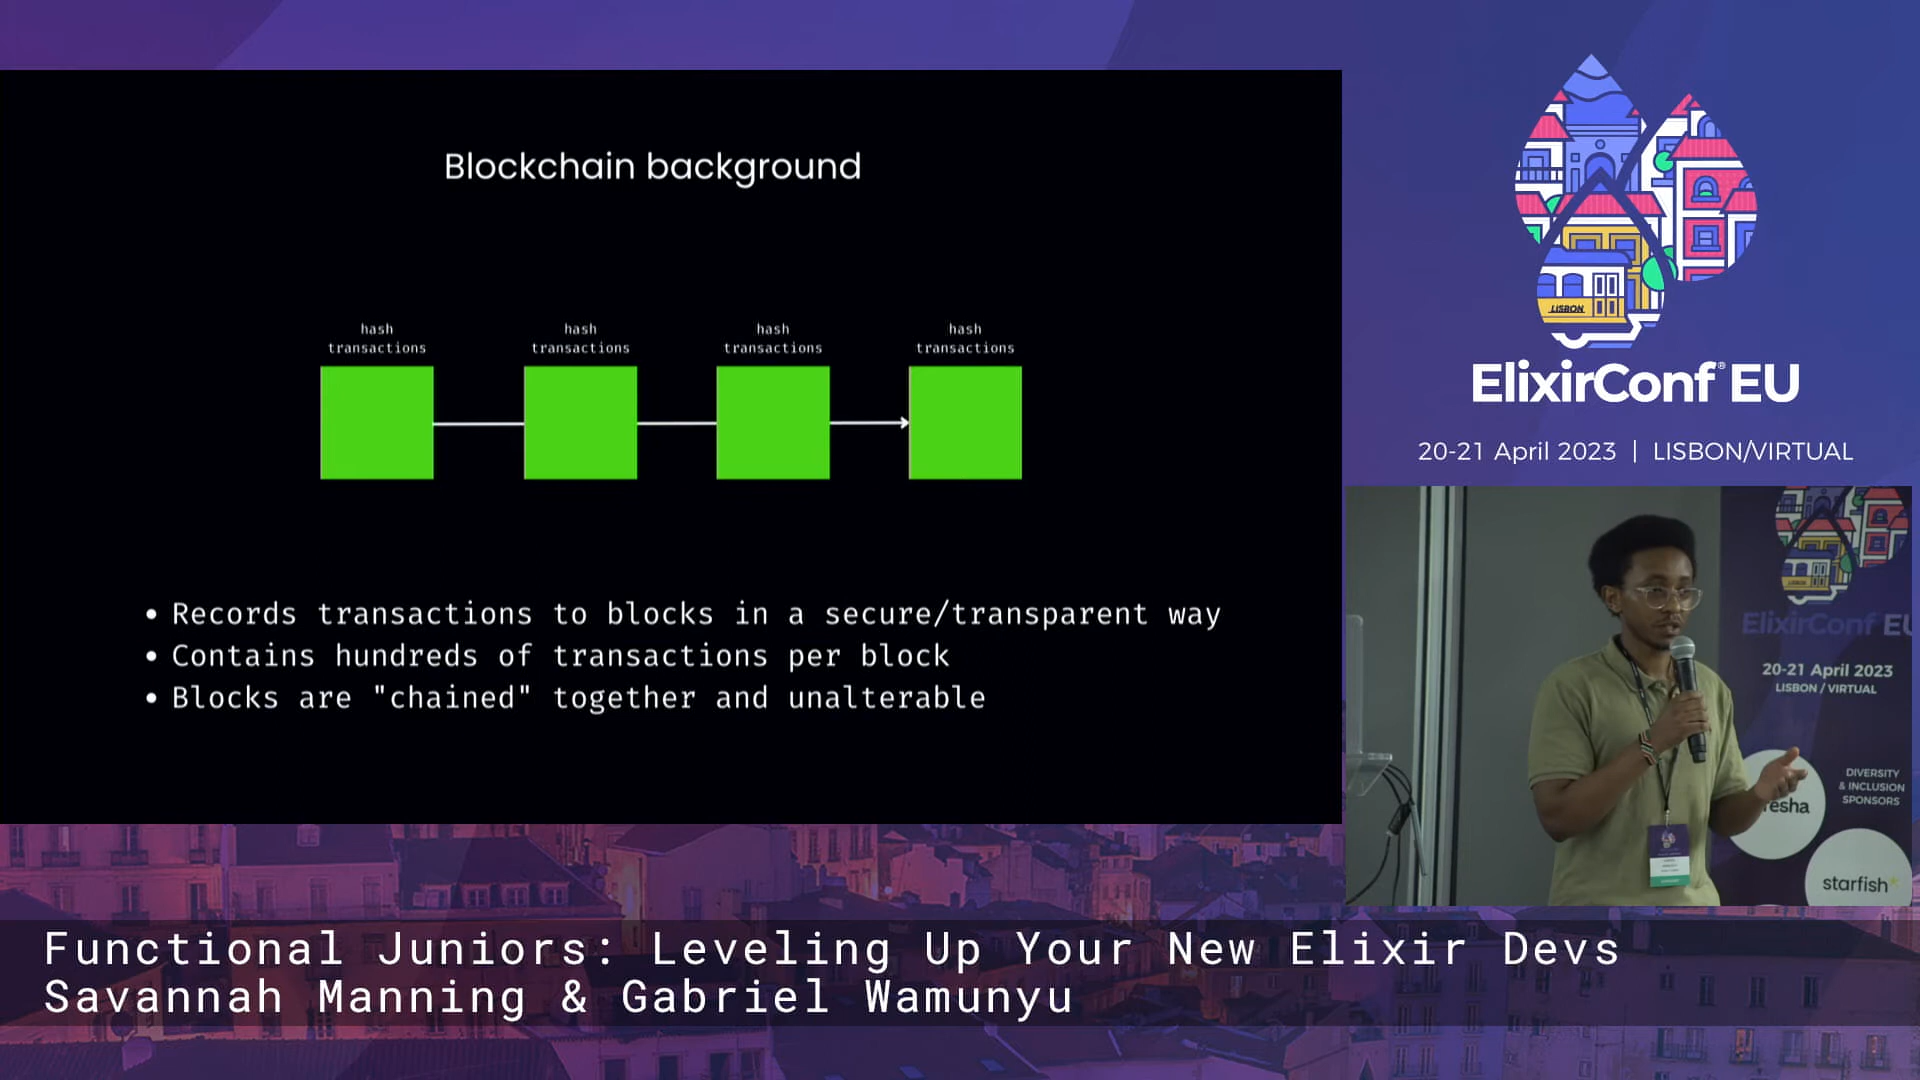 Blockchain background
hash
transactions
hash
transactions
hash
transactions
hash
transactions
• Records transactions to blocks in a secure/transparent way
• Contains hundreds of transactions per block
• Blocks are "chained" together and unalterable
LISBON
ElixirConf® EU
20-21 April 2023 | LISBON/VIRTUAL
ElixirConf EU
20-21 April 2023
LISBON / VIRTUAL
DIVERSITY
& INCLUSION
SPONSORS
resha
starfish*
Functional Juniors: Leveling Up Your New Elixir Devs
Savannah Manning & Gabriel Wamunyu